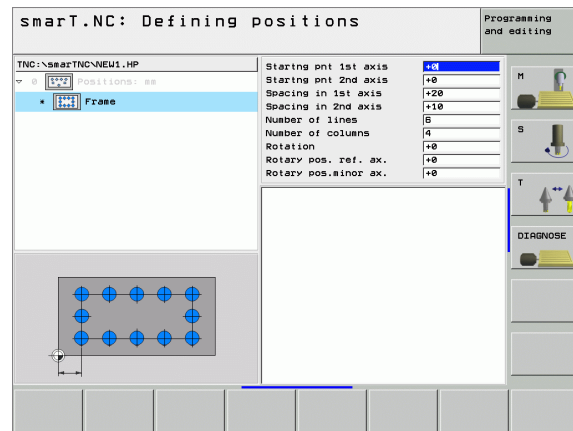 smarT.NC: Defining positions
Programming
and editing
TNC:\smarTNC\NEW1.HP
0 Positions: mm
* Frame
Startng pnt 1st axis +0
Startng pnt 2nd axis +0
Spacing in 1st axis +20
Spacing in 2nd axis +10
Number of lines 6
Number of columns 4
Rotation +0
Rotary pos. ref. ax. +0
Rotary pos.minor ax. +0
M
S
T
DIAGNOSE